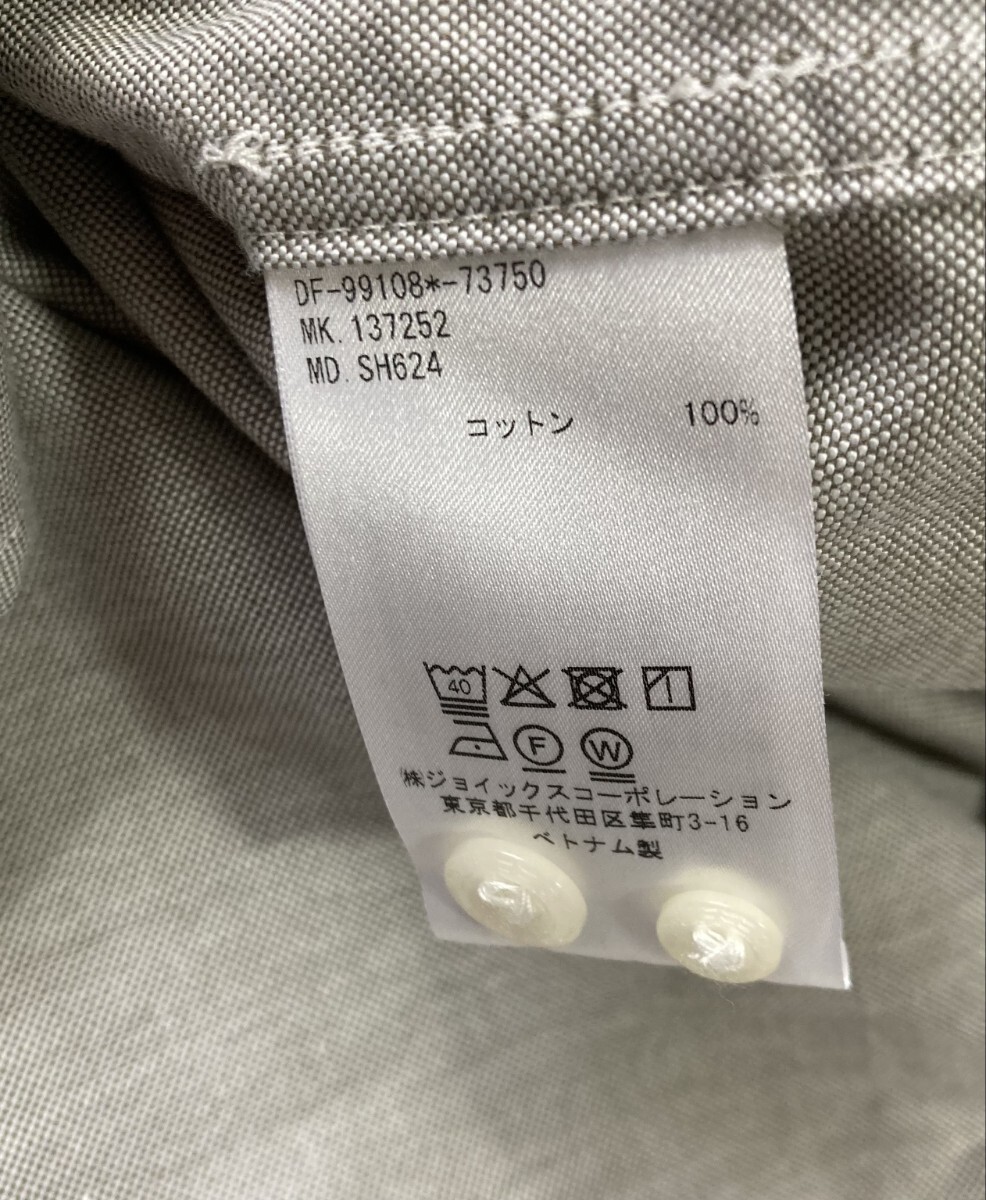 DF-99108*-73750
MK. 137252
MD. SH624
コットン 100%
40
F W
㈱ジョイックスコーポレーション
東京都千代田区隼町3-16
ベトナム製